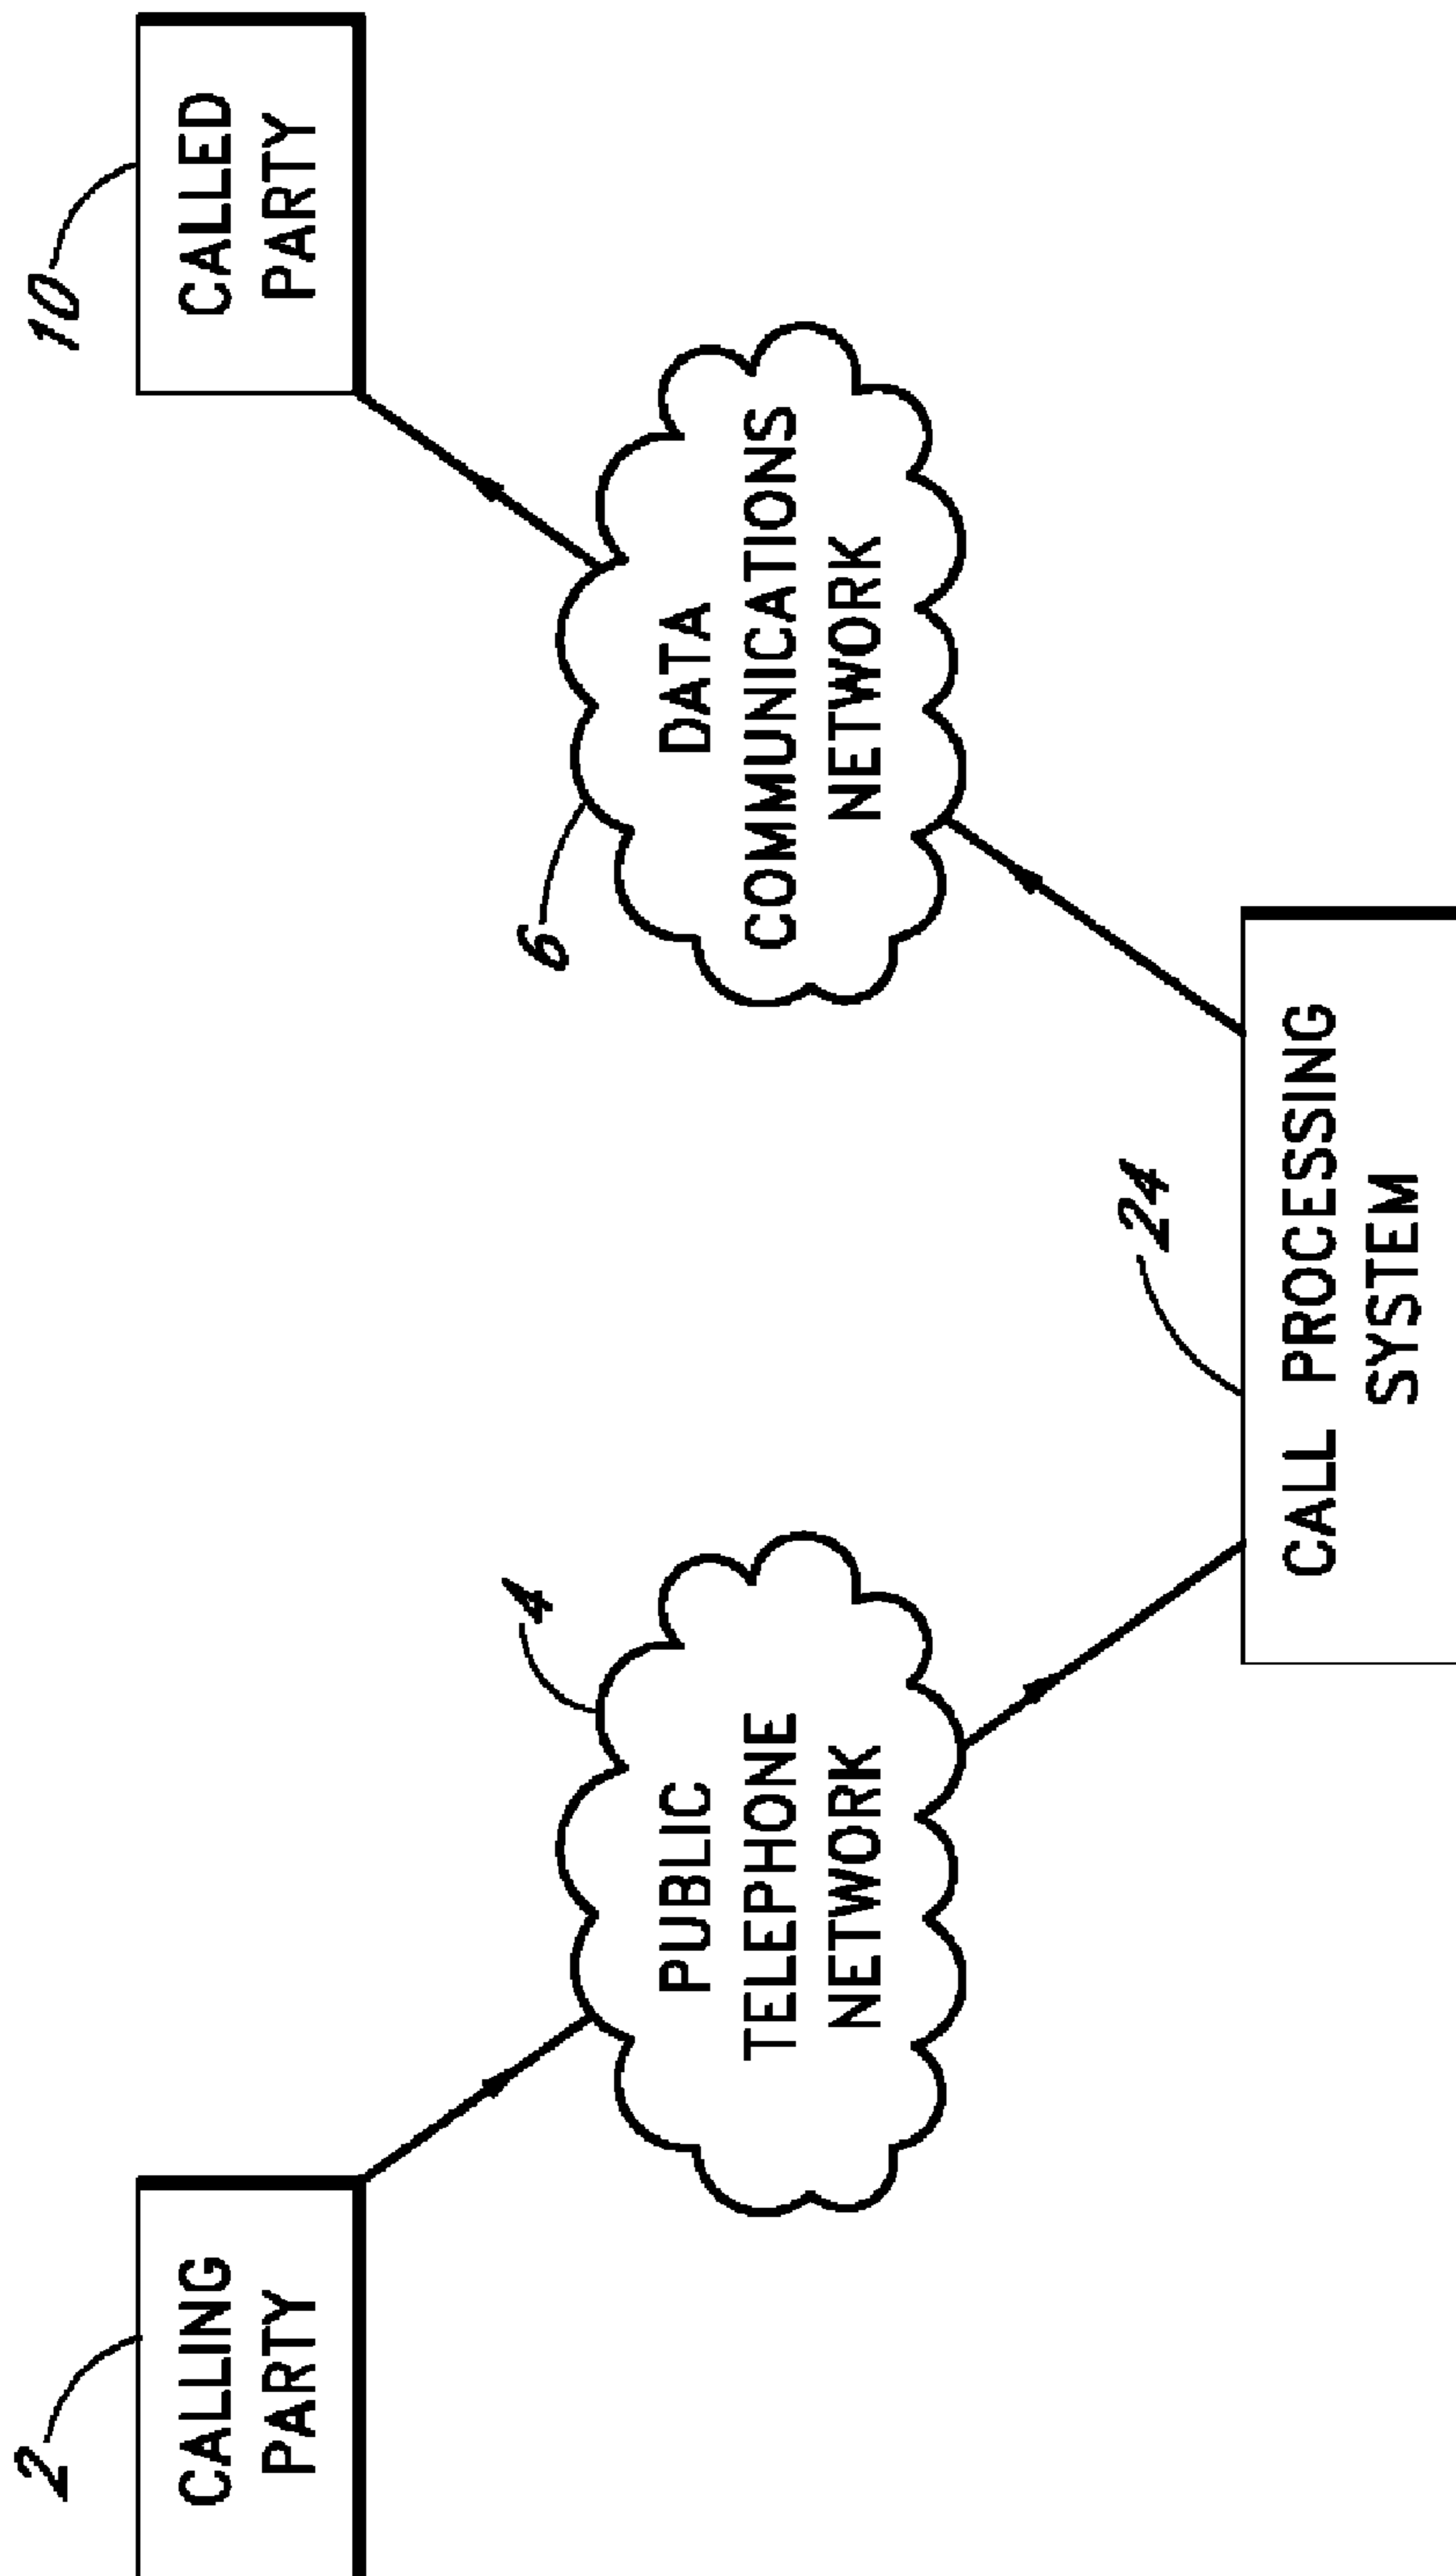 2
CALLING
PARTY
4
PUBLIC
TELEPHONE
NETWORK
24
CALL PROCESSING
SYSTEM
6
DATA
COMMUNICATIONS
NETWORK
10
CALLED
PARTY